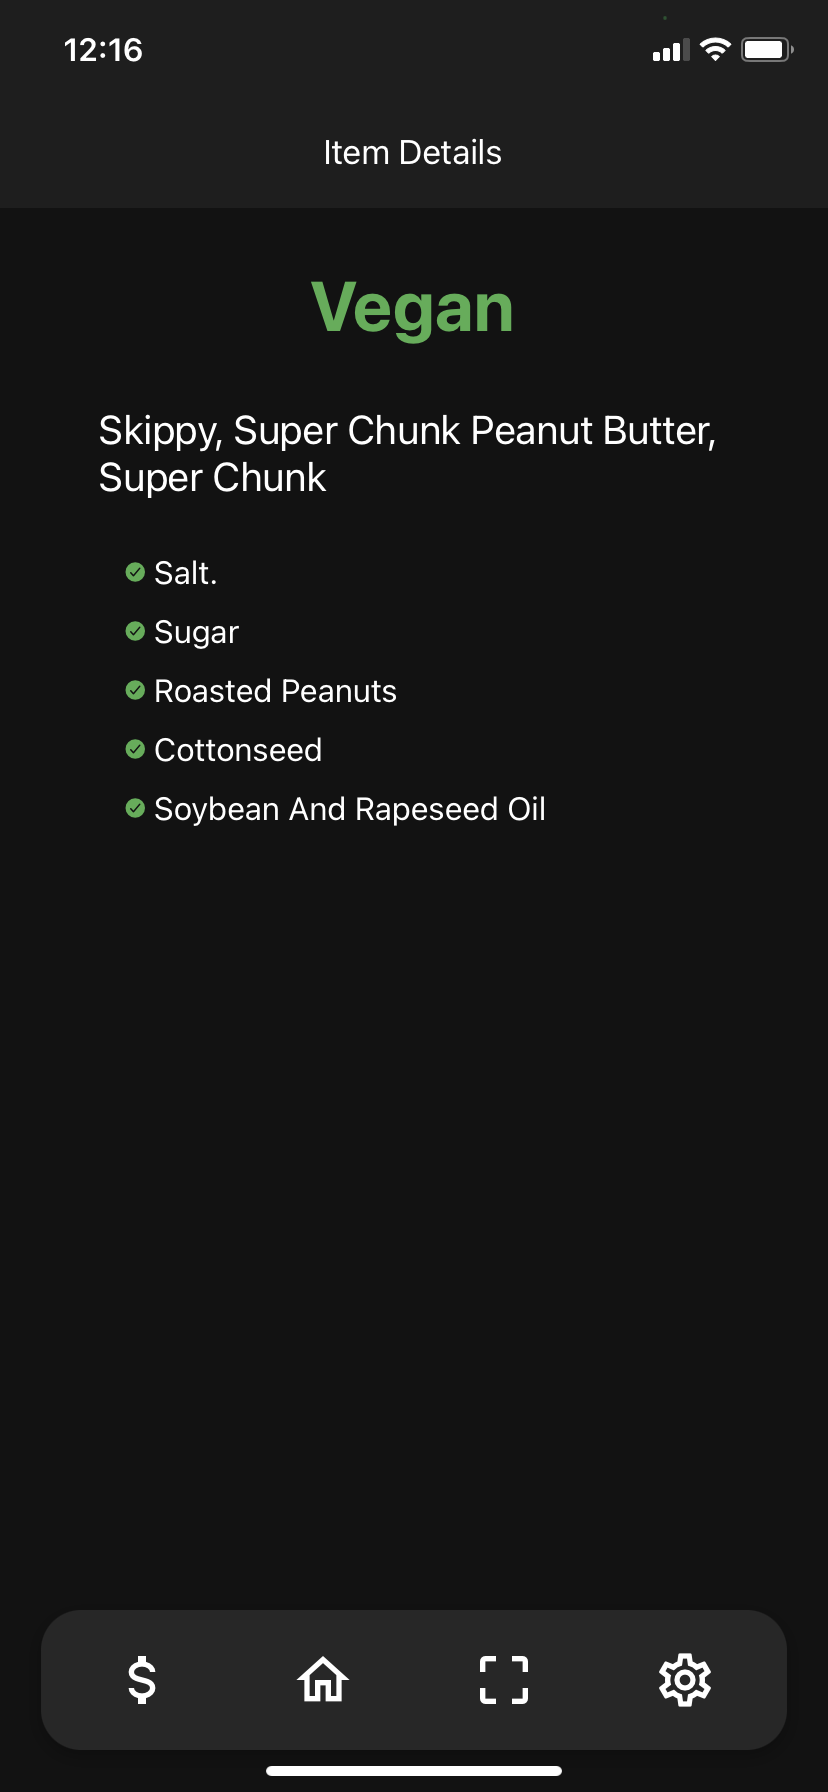 12:16
Item Details
Vegan
Skippy, Super Chunk Peanut Butter,
Super Chunk
Salt.
Sugar
Roasted Peanuts
Cottonseed
Soybean And Rapeseed Oil